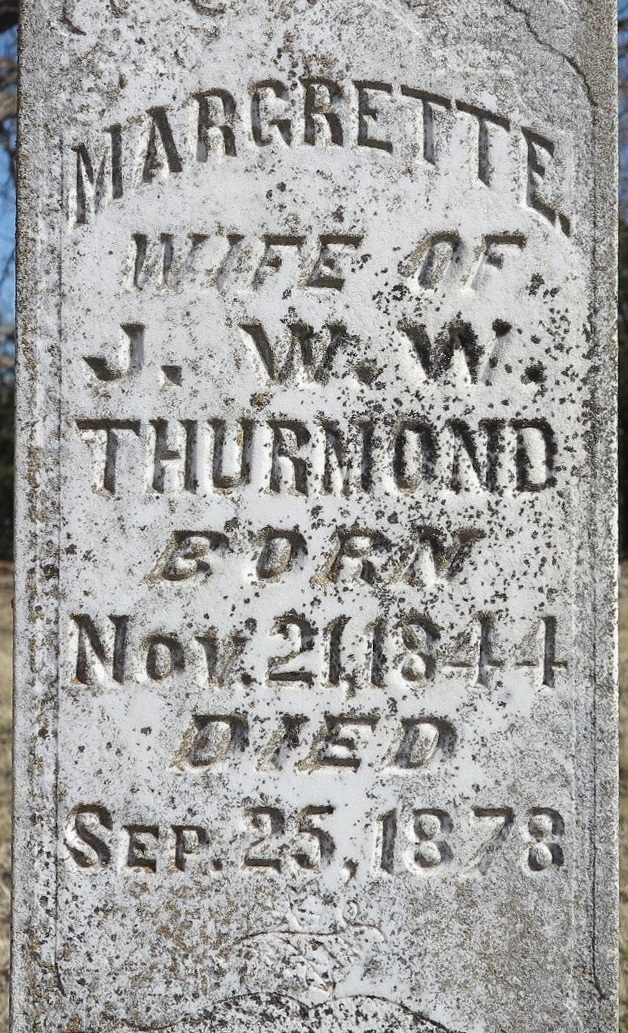 MARGRETTE.
WIFE OF
J. W. W.
THURMOND
BORN
Nov. 21, 1844
DIED
SEP. 25, 1878